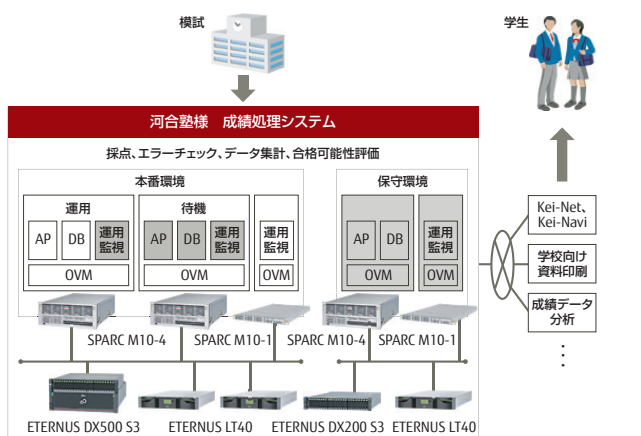 模試
学生
河合塾様　成績処理システム
採点、エラーチェック、データ集計、合格可能性評価
本番環境
保守環境
運用
待機
AP
DB
運用
監視
OVM
AP
DB
運用
監視
OVM
運用
監視
OVM
AP
DB
OVM
運用
監視
OVM
Kei-Net、
Kei-Navi
学校向け
資料印刷
成績データ
分析
SPARC M10-4
SPARC M10-1
SPARC M10-4
SPARC M10-1
ETERNUS DX500 S3
ETERNUS LT40
ETERNUS DX200 S3
ETERNUS LT40